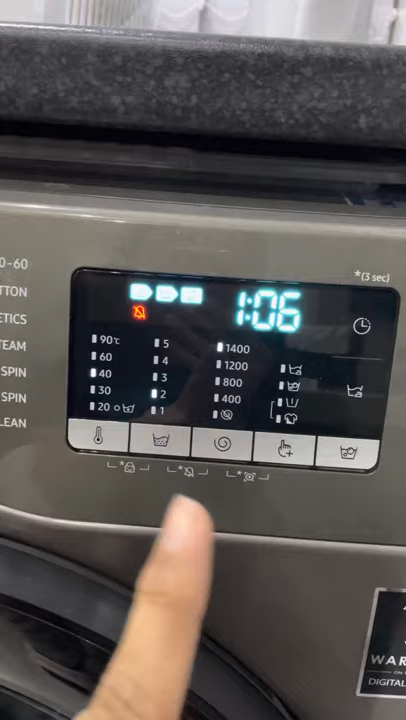 0-60
TTON
ETICS
TEAM
SPIN
SPIN
LEAN
*(3 sec)
1:06
90℃ 5 1400
60 4 1200
40 3 800
30 2 400
20 1
* * *
WAR
DIGITAL